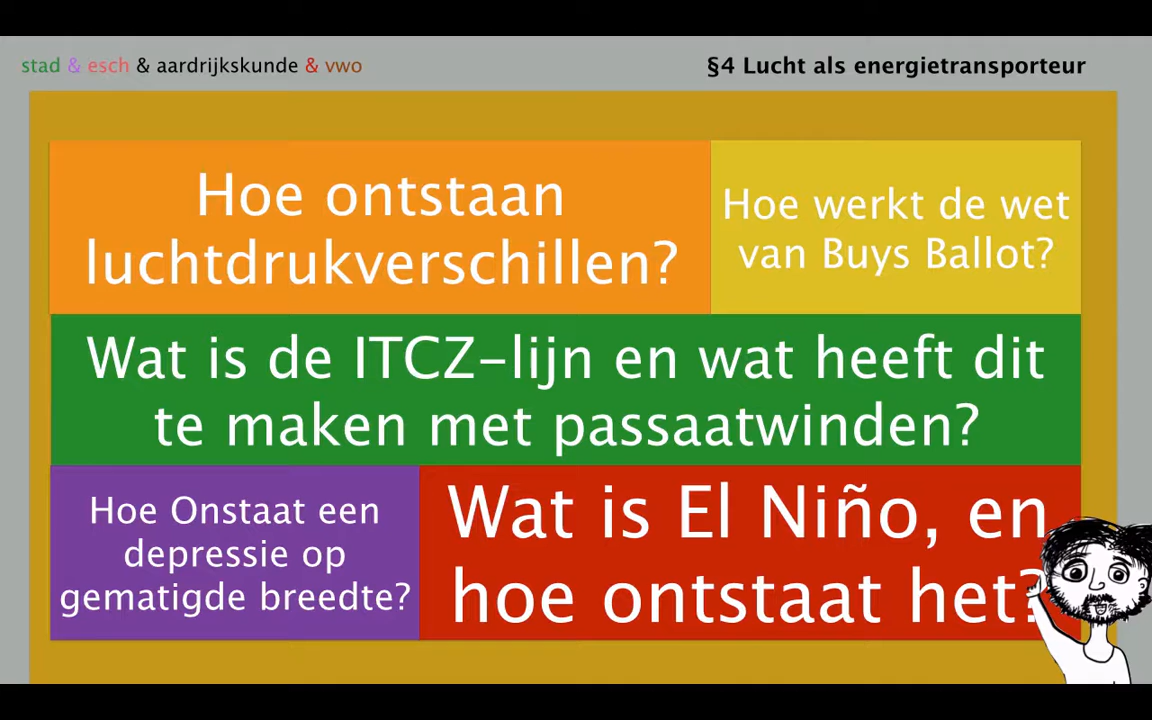 stad & esch & aardrijkskunde & vwo
§4 Lucht als energietransporteur
Hoe ontstaan
luchtdrukverschillen?
Hoe werkt de wet
van Buys Ballot?
Wat is de ITCZ-lijn en wat heeft dit
te maken met passaatwinden?
Hoe Onstaat een
depressie op
gematigde breedte?
Wat is El Niño, en
hoe ontstaat het?